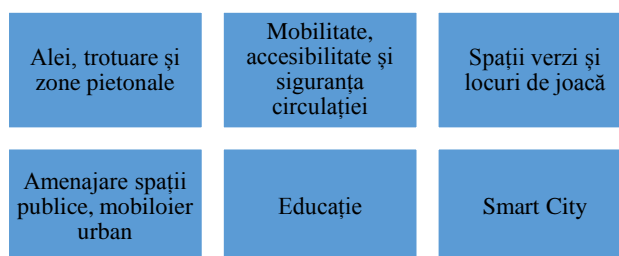 Alei, trotuare și
zone pietonale
Mobilitate,
accesibilitate și
siguranța
circulației
Spații verzi și
locuri de joacă
Amenajare spații
publice, mobiloier
urban
Educație
Smart City